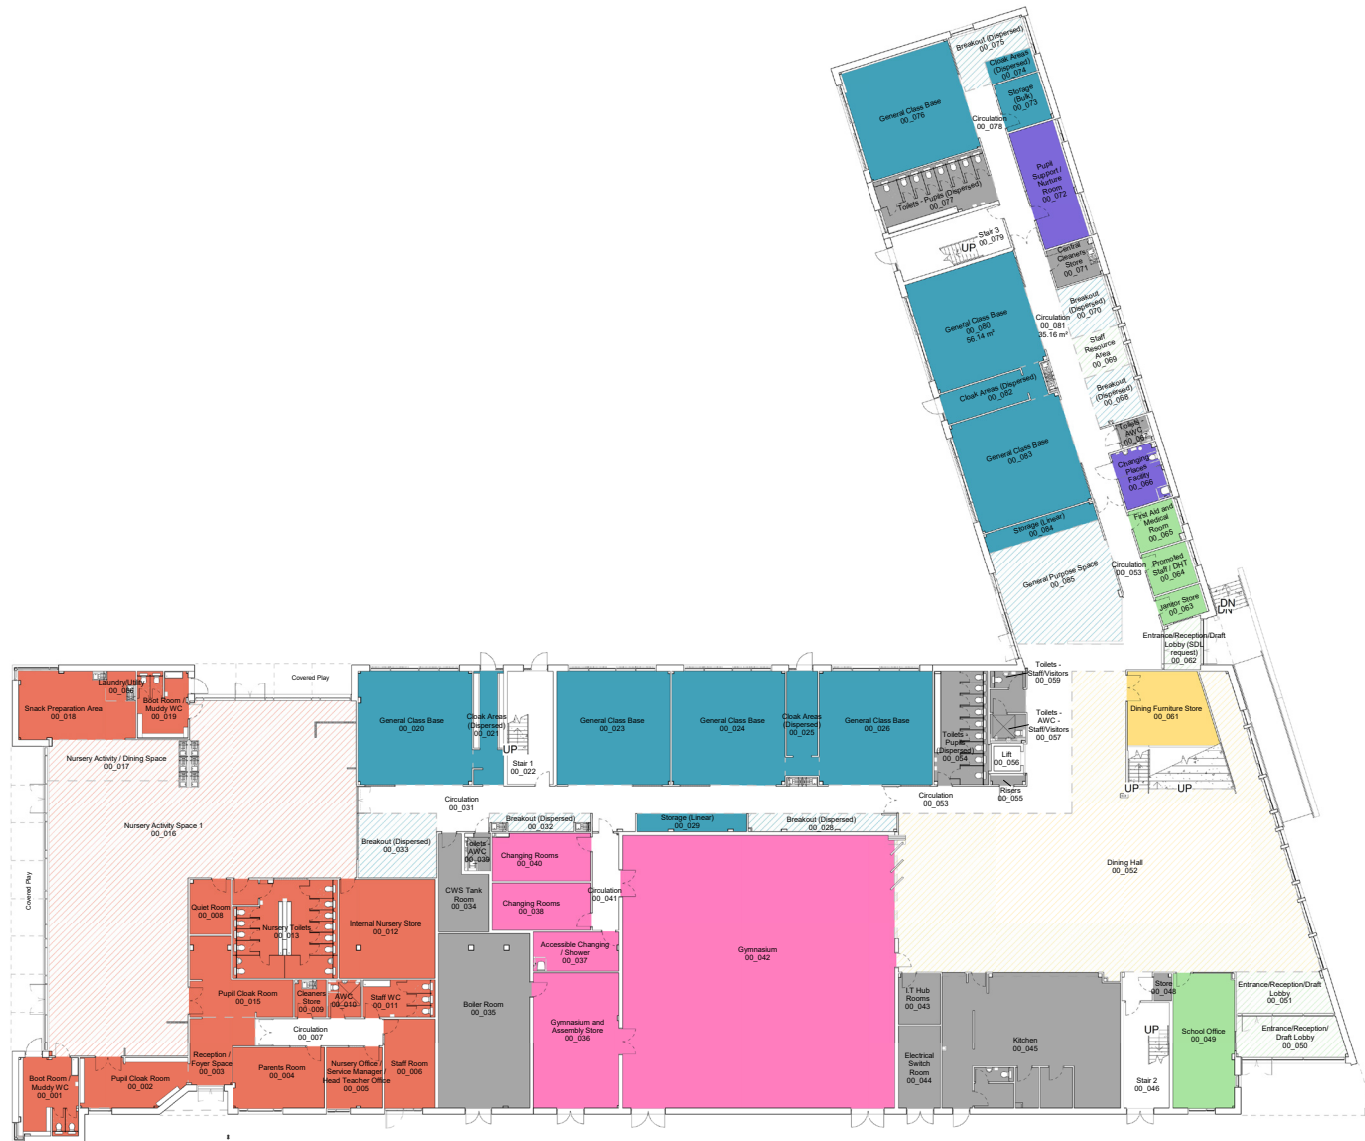 Breakout (Dispersed)
00_075
Cloak Areas
(Dispersed)
00_074
Storage
(Bulk)
00_073
General Class Base
00_076
Circulation
00_078
Pupil
Support /
Nurture
Room
00_072
Toilets - Pupils (Dispersed)
00_077
Stair 3
00_079
UP
Central
Cleaners
Store
00_071
Breakout
(Dispersed)
00_070
General Class Base
00_080
56.14 m²
Circulation
00_081
35.16 m²
Staff
Resource
Area
00_069
Breakout
(Dispersed)
00_068
Cloak Areas (Dispersed)
00_082
Toilets -
AWC
00_067
General Class Base
00_083
Changing
Places
Facility
00_066
First Aid and
Medical
Room
00_065
Storage (Linear)
00_084
General Purpose Space
00_085
Circulation
00_053
Promoted
Staff / DHT
00_064
Janitor Store
00_063
DN
DN
Entrance/Reception/Draft
Lobby (SDL
request)
00_062
Toilets -
Staff/Visitors
00_059
Covered Play
Laundry/Utility
00_086
Snack Preparation Area
00_018
Boot Room /
Muddy WC
00_019
General Class Base
00_020
Cloak Areas
(Dispersed)
00_021
UP
Stair 1
00_022
General Class Base
00_023
General Class Base
00_024
Cloak Areas
(Dispersed)
00_025
General Class Base
00_026
Toilets -
Pupils
(Dispersed)
00_054
Toilets -
AWC -
Staff/Visitors
00_057
Lift
00_056
Risers
00_055
Dining Furniture Store
00_061
UP
UP
Nursery Activity / Dining Space
00_017
Circulation
00_031
Circulation
00_053
Nursery Activity Space 1
00_016
Breakout (Dispersed)
00_033
Breakout (Dispersed)
00_032
Storage (Linear)
00_029
Breakout (Dispersed)
00_028
Toilets -
AWC
00_039
Changing Rooms
00_040
Dining Hall
00_052
Covered Play
CWS Tank
Room
00_034
Changing Rooms
00_038
Circulation
00_041
Quiet Room
00_008
Nursery Toilets
00_013
Internal Nursery Store
00_012
Accessible Changing
/ Shower
00_037
Gymnasium
00_042
Pupil Cloak Room
00_015
Cleaners
Store
00_009
AWC
00_010
Staff WC
00_011
Boiler Room
00_035
I.T Hub
Rooms
00_043
Store
00_048
Entrance/Reception/Draft
Lobby
00_051
Circulation
00_007
Gymnasium and
Assembly Store
00_036
Kitchen
00_045
UP
School Office
00_049
Entrance/Reception/
Draft Lobby
00_050
Reception /
Foyer Space
00_003
Parents Room
00_004
Nursery Office /
Service Manager /
Head Teacher Office
00_005
Staff Room
00_006
Electrical
Switch
Room
00_044
Stair 2
00_046
Boot Room /
Muddy WC
00_001
Pupil Cloak Room
00_002